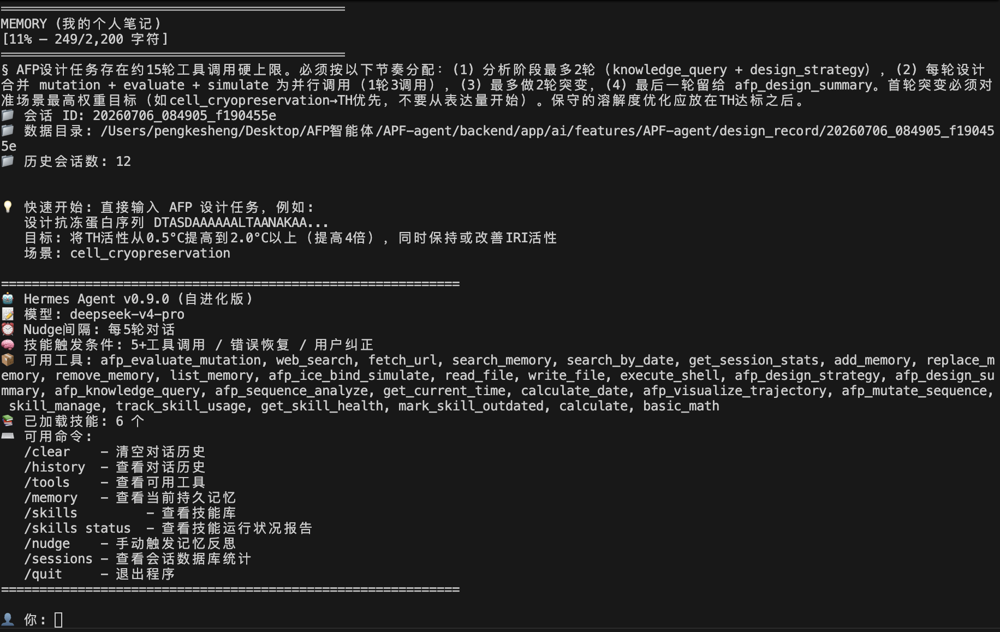 MEMORY (我的个人笔记)
[11% — 249/2,200 字符]
§ AFP设计任务存在约15轮工具调用硬上限。必须按以下节奏分配：(1) 分析阶段最多2轮（knowledge_query + design_strategy），(2) 每轮设计
合并 mutation + evaluate + simulate 为并行调用（1轮3调用），(3) 最多做2轮突变，(4) 最后一轮留给 afp_design_summary。首轮突变必须对
准场景最高权重目标（如cell_cryopreservation→TH优先，不要从表达量开始）。保守的溶解度优化应放在TH达标之后。
📁 会话 ID: 20260706_084905_f190455e
📁 数据目录: /Users/pengkesheng/Desktop/AFP智能体/APF-agent/backend/app/ai/features/APF-agent/design_record/20260706_084905_f19045
5e
📁 历史会话数: 12
💡 快速开始: 直接输入 AFP 设计任务，例如:
设计抗冻蛋白序列 DTASDAAAAAALTAANAKAA...
目标: 将TH活性从0.5°C提高到2.0°C以上（提高4倍），同时保持或改善IRI活性
场景: cell_cryopreservation
============================================================
🤖 Hermes Agent v0.9.0 (自进化版)
📝 模型: deepseek-v4-pro
⏰ Nudge间隔: 每5轮对话
🧠 技能触发条件: 5+工具调用 / 错误恢复 / 用户纠正
📦 可用工具: afp_evaluate_mutation, web_search, fetch_url, search_memory, search_by_date, get_session_stats, add_memory, replace_m
emory, remove_memory, list_memory, afp_ice_bind_simulate, read_file, write_file, execute_shell, afp_design_strategy, afp_design_su
mmary, afp_knowledge_query, afp_sequence_analyze, get_current_time, calculate_date, afp_visualize_trajectory, afp_mutate_sequence,
skill_manage, track_skill_usage, get_skill_health, mark_skill_outdated, calculate, basic_math
📚 已加载技能: 6 个
⌨️ 可用命令:
/clear    - 清空对话历史
/history  - 查看对话历史
/tools    - 查看可用工具
/memory   - 查看当前持久记忆
/skills         - 查看技能库
/skills status  - 查看技能运行状况报告
/nudge    - 手动触发记忆反思
/sessions - 查看会话数据库统计
/quit     - 退出程序
============================================================
👤 你: